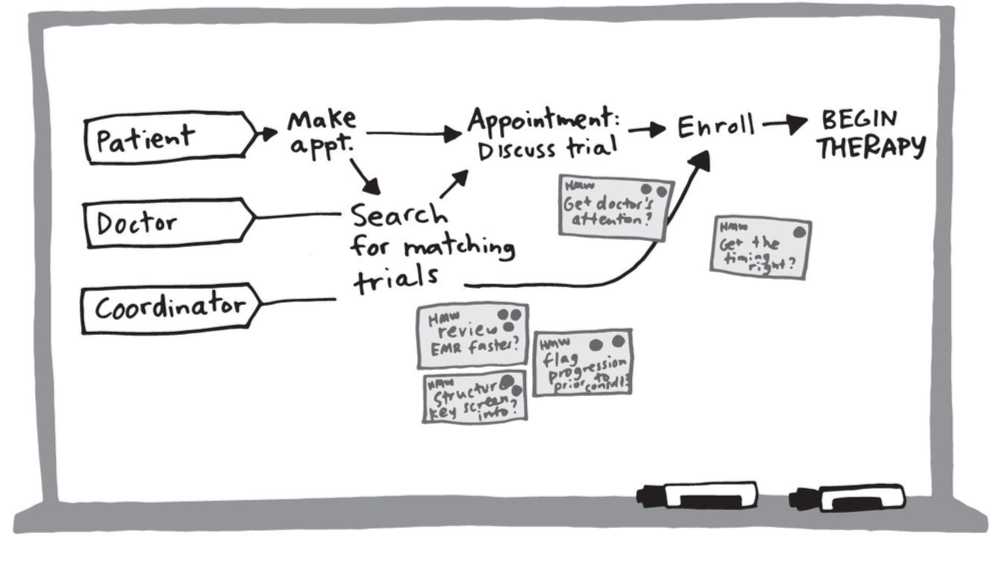 Patient
Make
appt.
Appointment:
Discuss trial
Enroll
BEGIN
THERAPY
Doctor
Search
for matching
trials
Coordinator
HMW
Get doctor's
attention?
HMW
Get the
timing
right?
HMW
review
EMR faster?
HMW
flag
progression
prior to
consult?
HMW
Structure
key screen
info?